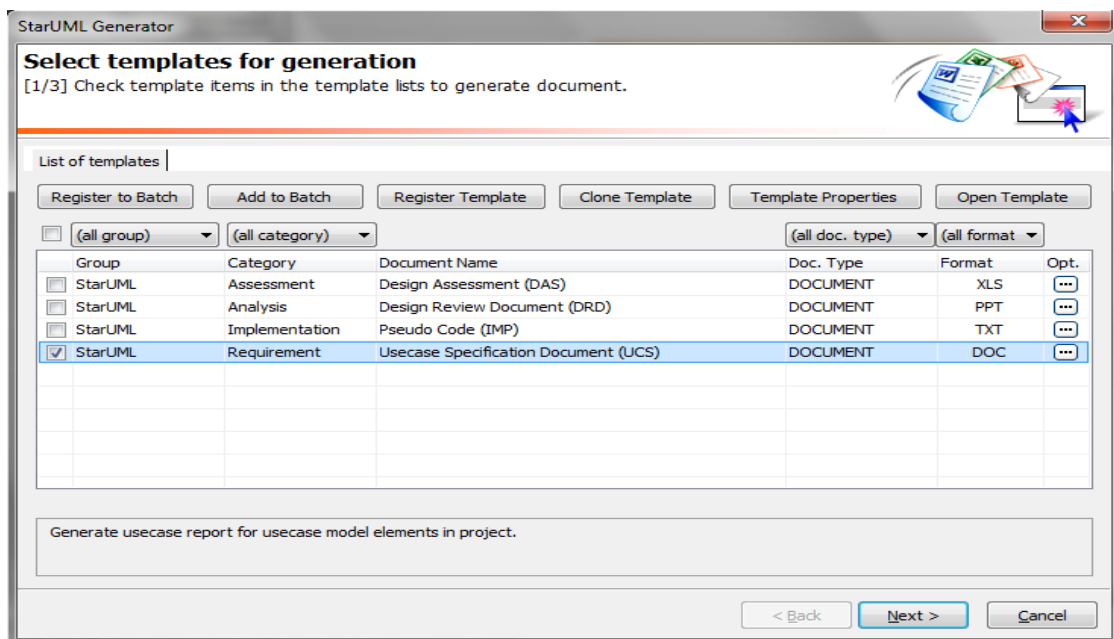 StarUML Generator
Select templates for generation
[1/3] Check template items in the template lists to generate document.
List of templates
Register to Batch Add to Batch Register Template Clone Template Template Properties Open Template
(all group) (all category) (all doc. type) (all format
Group Category Document Name Doc. Type Format Opt.
StarUML Assessment Design Assessment (DAS) DOCUMENT XLS
StarUML Analysis Design Review Document (DRD) DOCUMENT PPT
StarUML Implementation Pseudo Code (IMP) DOCUMENT TXT
StarUML Requirement Usecase Specification Document (UCS) DOCUMENT DOC
Generate usecase report for usecase model elements in project.
< Back Next > Cancel